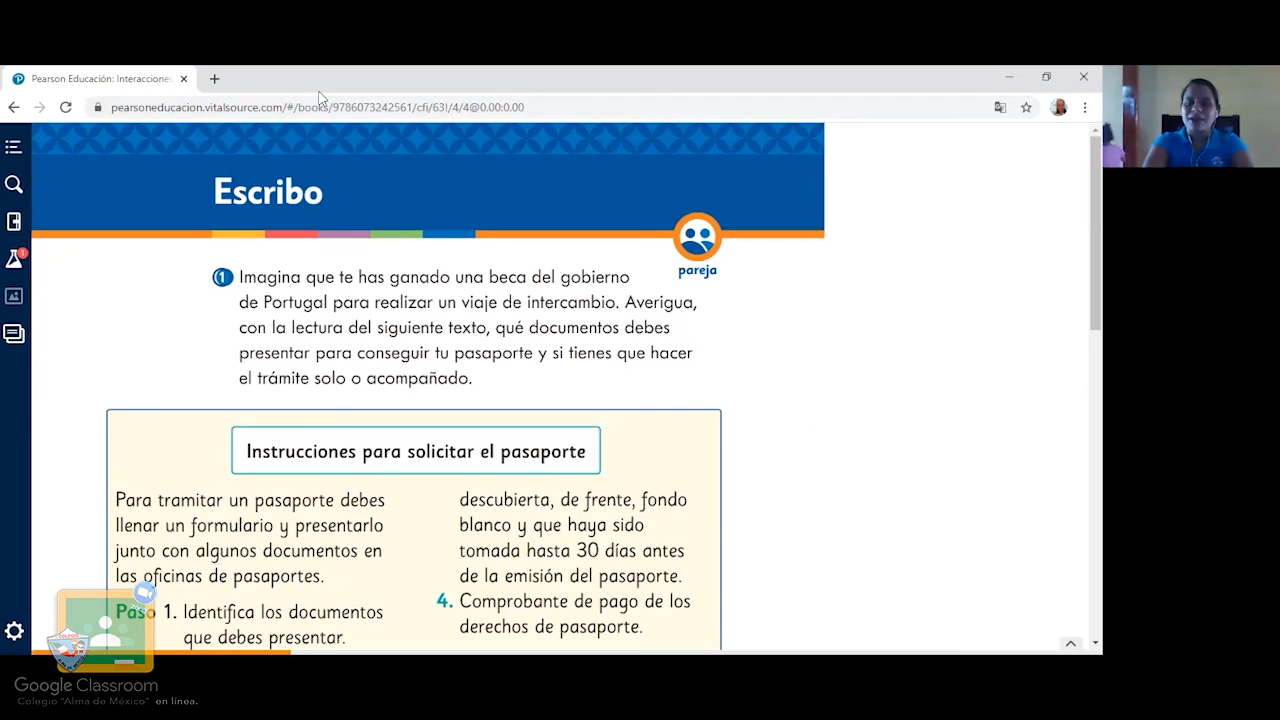 Pearson Educación: Interacciones
pearsoneducacion.vitalsource.com/#/books/9786073242561/cfi/63!/4/4@0.00:0.00
Escribo
pareja
1 Imagina que te has ganado una beca del gobierno
de Portugal para realizar un viaje de intercambio. Averigua,
con la lectura del siguiente texto, qué documentos debes
presentar para conseguir tu pasaporte y si tienes que hacer
el trámite solo o acompañado.
Instrucciones para solicitar el pasaporte
Para tramitar un pasaporte debes
llenar un formulario y presentarlo
junto con algunos documentos en
las oficinas de pasaportes.
Paso 1. Identifica los documentos
que debes presentar.
descubierta, de frente, fondo
blanco y que haya sido
tomada hasta 30 días antes
de la emisión del pasaporte.
4. Comprobante de pago de los
derechos de pasaporte.
1
COLEGIO
Google Classroom
Colegio "Alma de México" en línea.